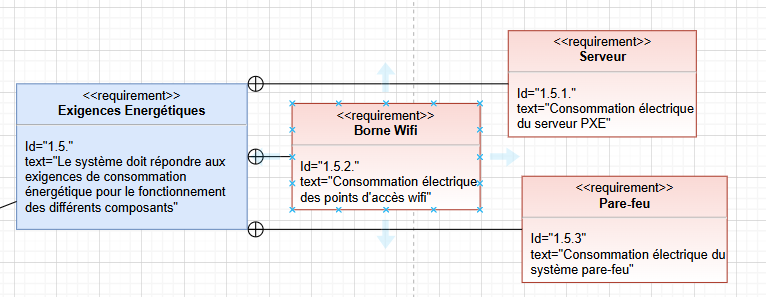 <<requirement>>
Exigences Energétiques
Id="1.5."
text="Le système doit répondre aux
exigences de consommation
énergétique pour le fonctionnement
des différents composants"
<<requirement>>
Borne Wifi
Id="1.5.2."
text="Consommation électrique
des points d'accès wifi"
<<requirement>>
Serveur
Id="1.5.1."
text="Consommation électrique
du serveur PXE"
<<requirement>>
Pare-feu
Id="1.5.3"
text="Consommation électrique du
système pare-feu"